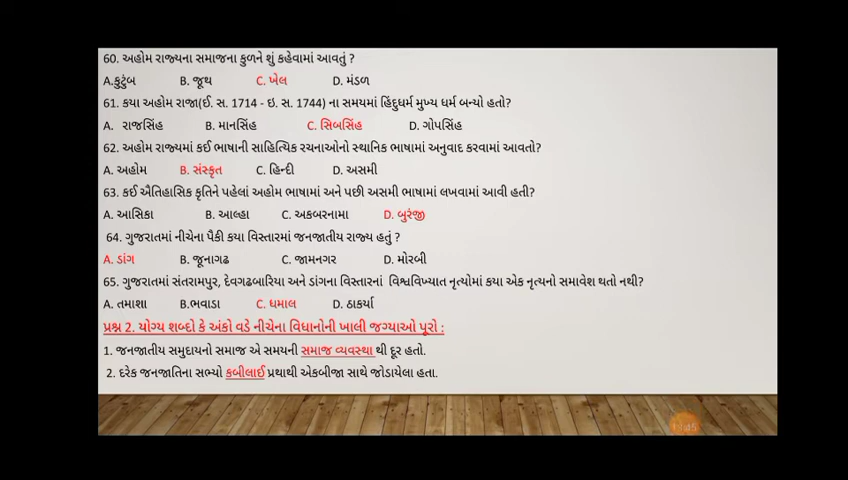 60. અહોમ રાજ્યના સમાજના કુળને શું કહેવામાં આવતું ?
A.કુટુંબ B. જૂથ C. ખેલ D. મંડળ
61. કયા અહોમ રાજા(ઈ. સ. 1714 - ઇ. સ. 1744) ના સમયમાં હિંદુધર્મ મુખ્ય ધર્મ બન્યો હતો?
A. રાજસિંહ B. માનસિંહ C. સિબસિંહ D. ગોપસિંહ
62. અહોમ રાજ્યમાં કઈ ભાષાની સાહિત્યિક રચનાઓનો સ્થાનિક ભાષામાં અનુવાદ કરવામાં આવતો?
A. અહોમ B. સંસ્કૃત C. હિન્દી D. અસમી
63. કઈ ઐતિહાસિક કૃતિને પહેલાં અહોમ ભાષામાં અને પછી અસમી ભાષામાં લખવામાં આવી હતી?
A. આસિકા B. આલ્હા C. અકબરનામા D. બુરંજી
64. ગુજરાતમાં નીચેના પૈકી કયા વિસ્તારમાં જનજાતીય રાજ્ય હતું ?
A. ડાંગ B. જૂનાગઢ C. જામનગર D. મોરબી
65. ગુજરાતમાં સંતરામપુર, દેવગઢબારિયા અને ડાંગના વિસ્તારનાં વિશ્વવિખ્યાત નૃત્યોમાં કયા એક નૃત્યનો સમાવેશ થતો નથી?
A. તમાશા B.ભવાડા C. ધમાલ D. ઠાકર્યા
પ્રશ્ન 2. યોગ્ય શબ્દો કે અંકો વડે નીચેના વિધાનોની ખાલી જગ્યાઓ પૂરો :
1. જનજાતીય સમુદાયનો સમાજ એ સમયની સમાજ વ્યવસ્થા થી દૂર હતો.
2. દરેક જનજાતિના સભ્યો કબીલાઈ પ્રથાથી એકબીજા સાથે જોડાયેલા હતા.